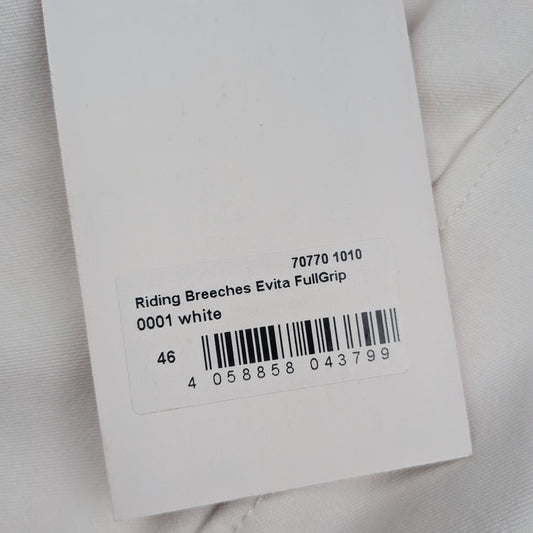 70770 1010
Riding Breeches Evita FullGrip
0001 white
46
4 058858 043799